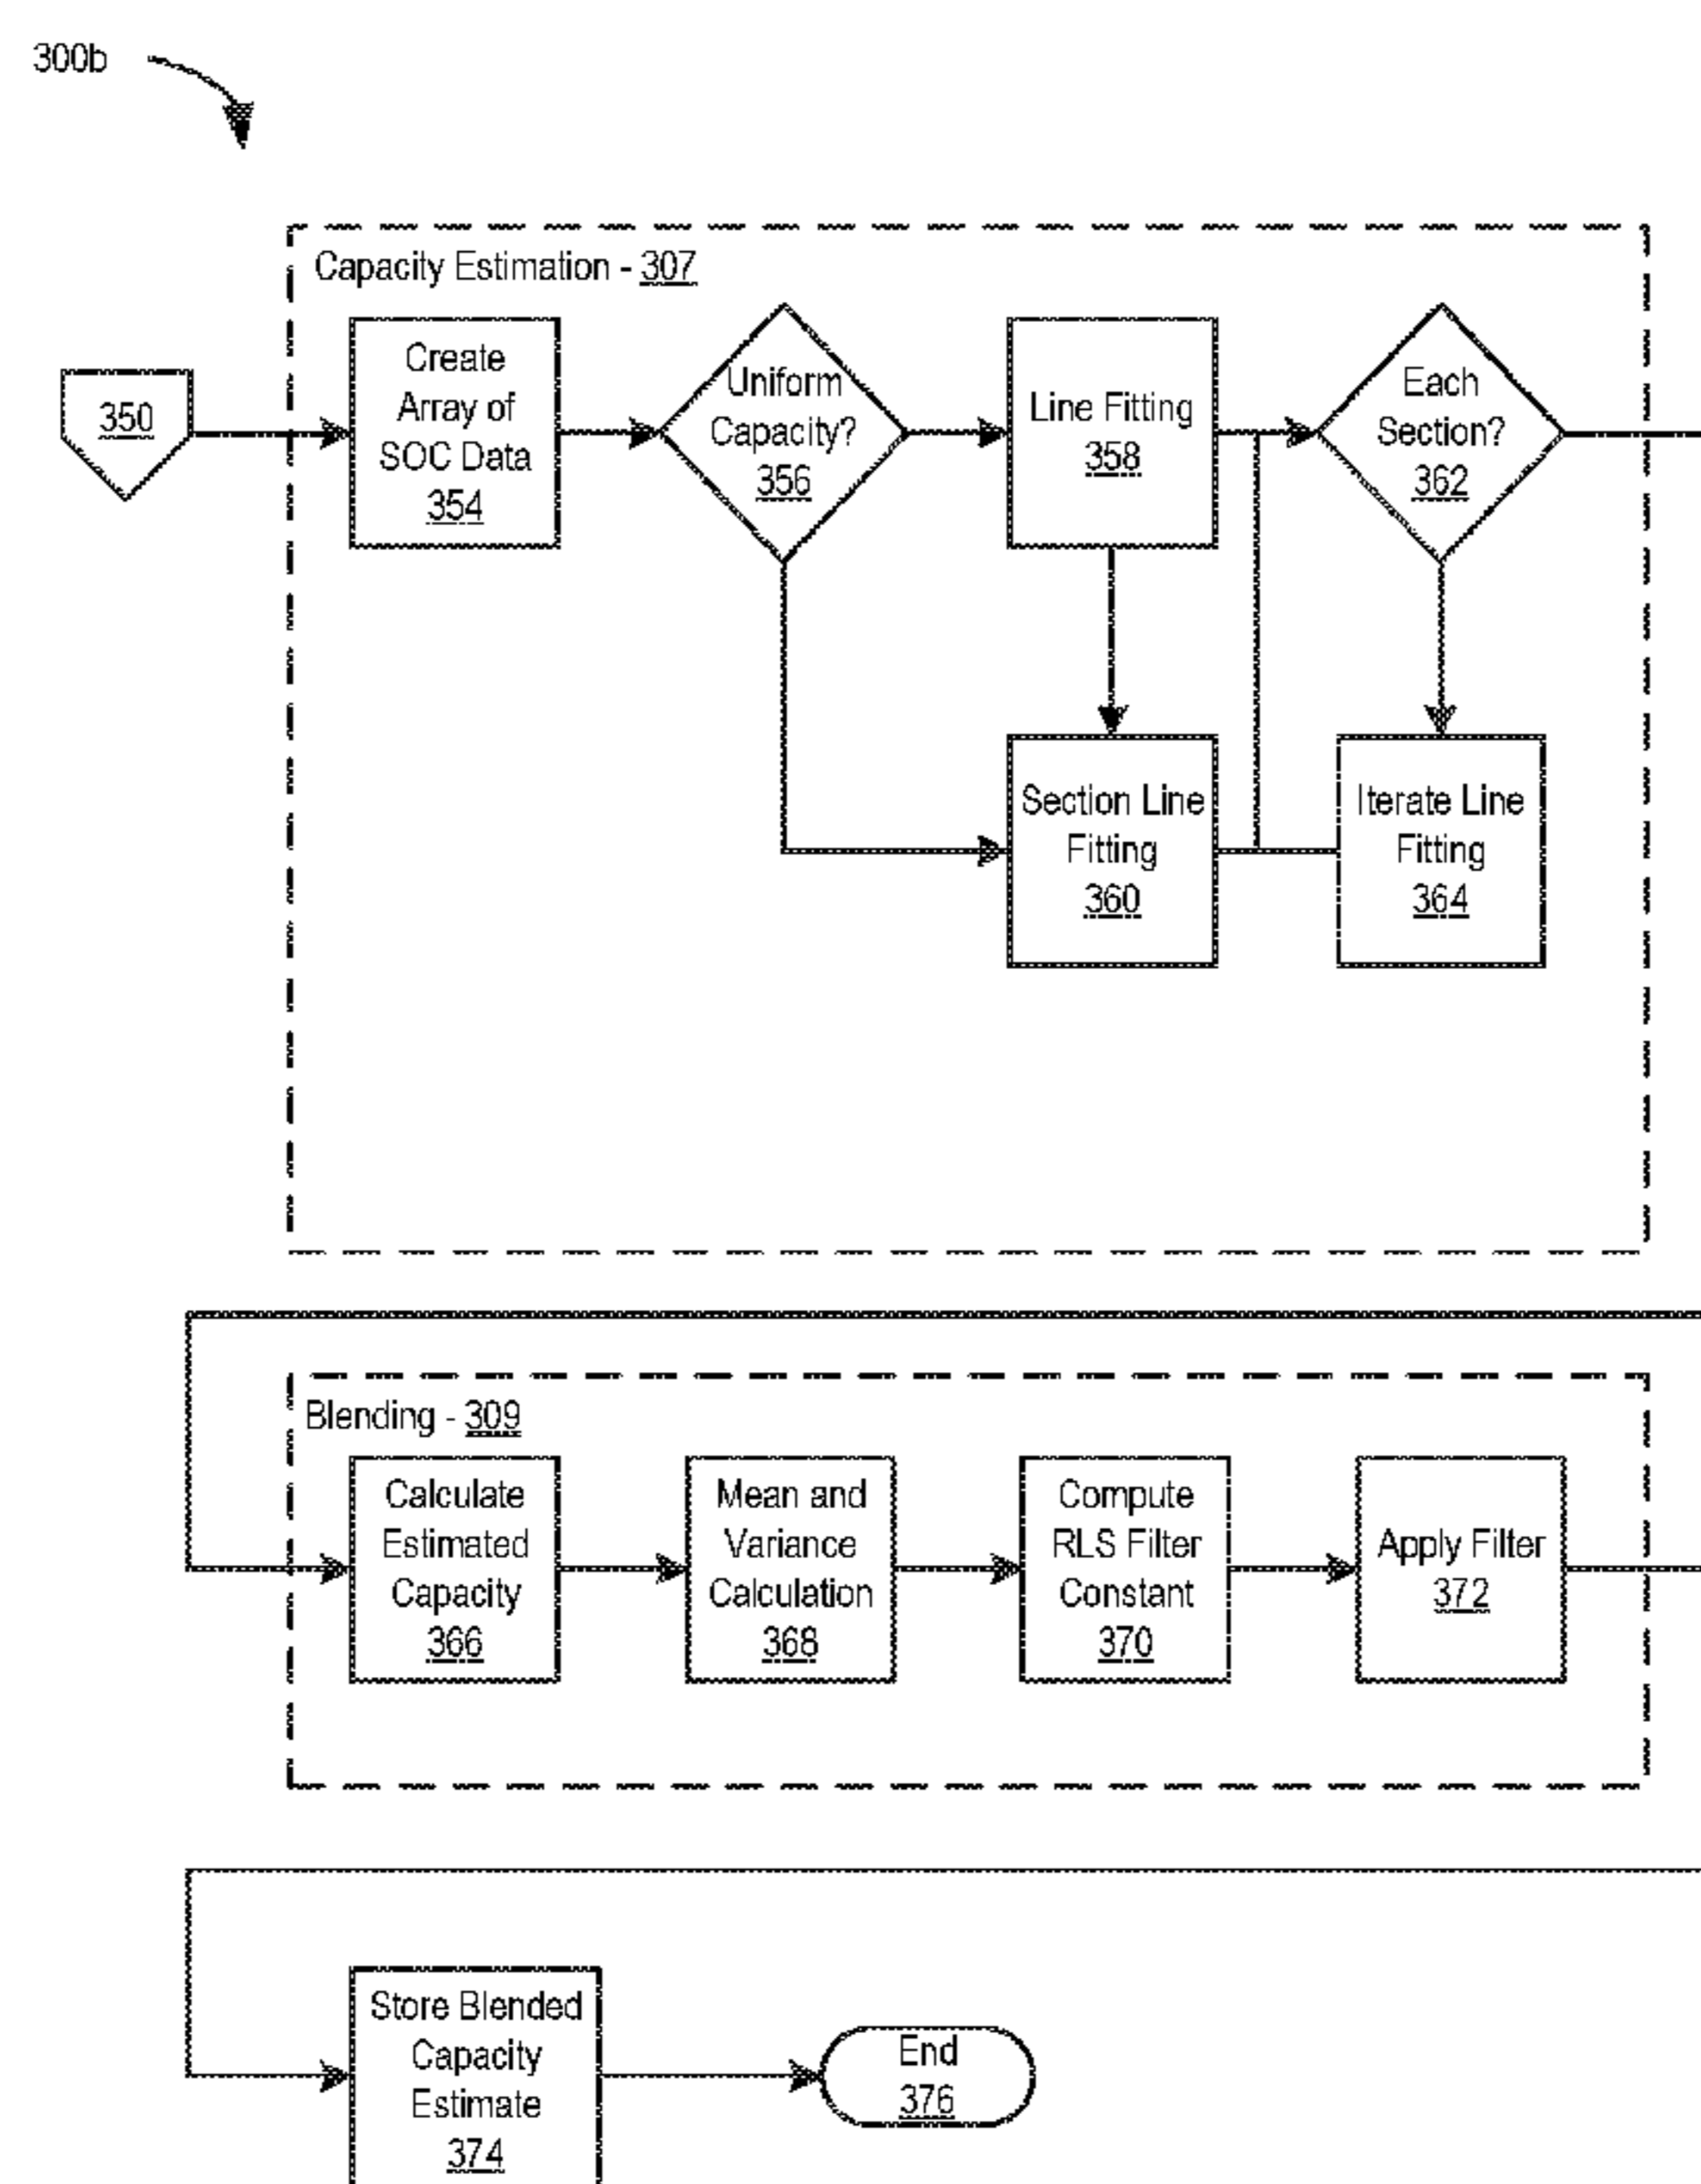 300b
Capacity Estimation - 307
350
Create
Array of
SOC Data
354
Uniform
Capacity?
356
Line Fitting
358
Each
Section?
362
Section Line
Fitting
360
Iterate Line
Fitting
364
Blending - 309
Calculate
Estimated
Capacity
366
Mean and
Variance
Calculation
368
Compute
RLS Filter
Constant
370
Apply Filter
372
Store Blended
Capacity
Estimate
374
End
376